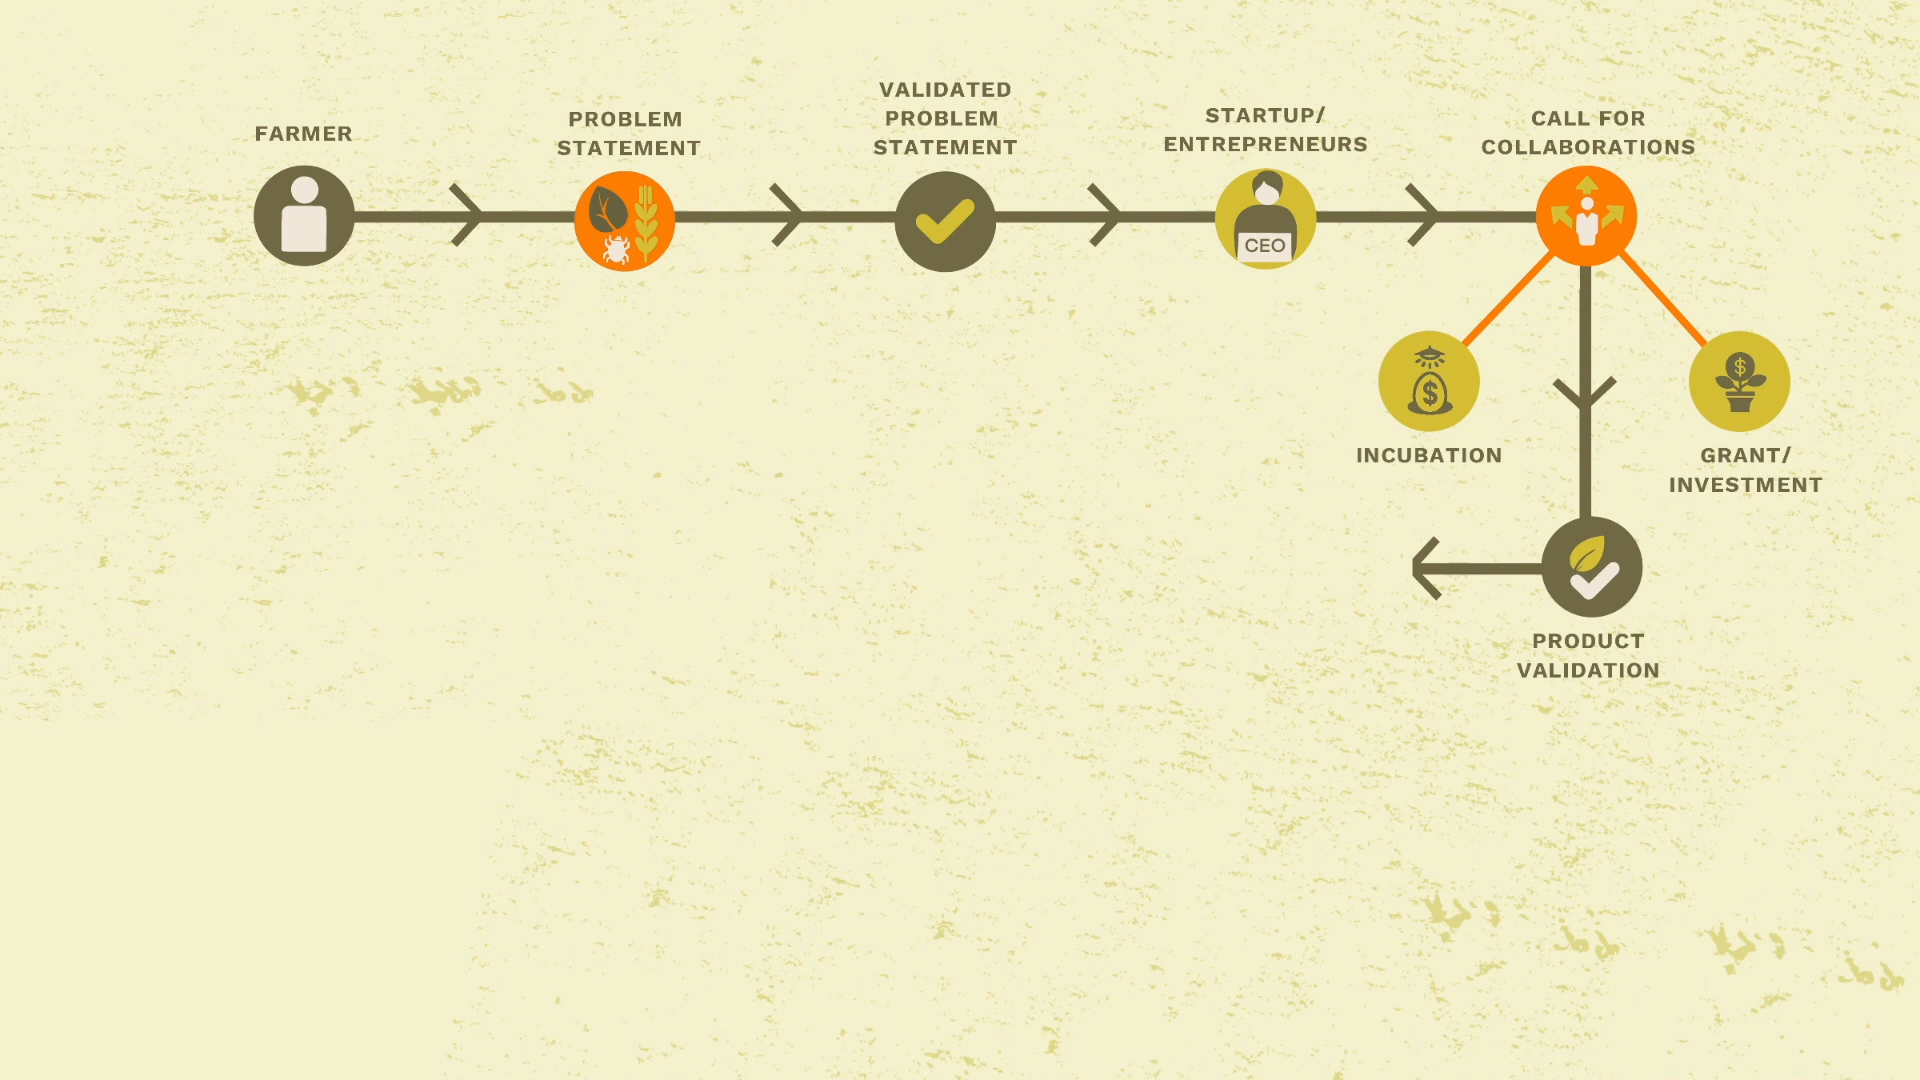 FARMER
PROBLEM
STATEMENT
VALIDATED
PROBLEM
STATEMENT
STARTUP/
ENTREPRENEURS
CEO
CALL FOR
COLLABORATIONS
INCUBATION
GRANT/
INVESTMENT
$
$
PRODUCT
VALIDATION